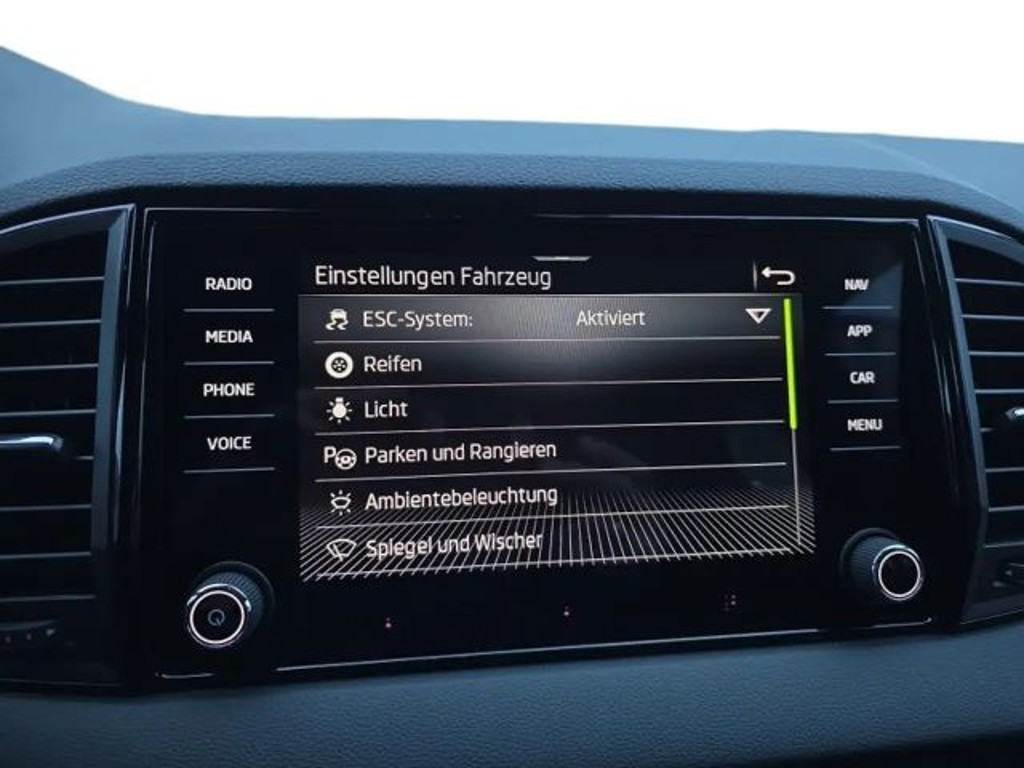 RADIO
MEDIA
PHONE
VOICE
Einstellungen Fahrzeug
ESC-System: Aktiviert
Reifen
Licht
Parken und Rangieren
Ambientebeleuchtung
Spiegel und Wischer
NAV
APP
CAR
MENU